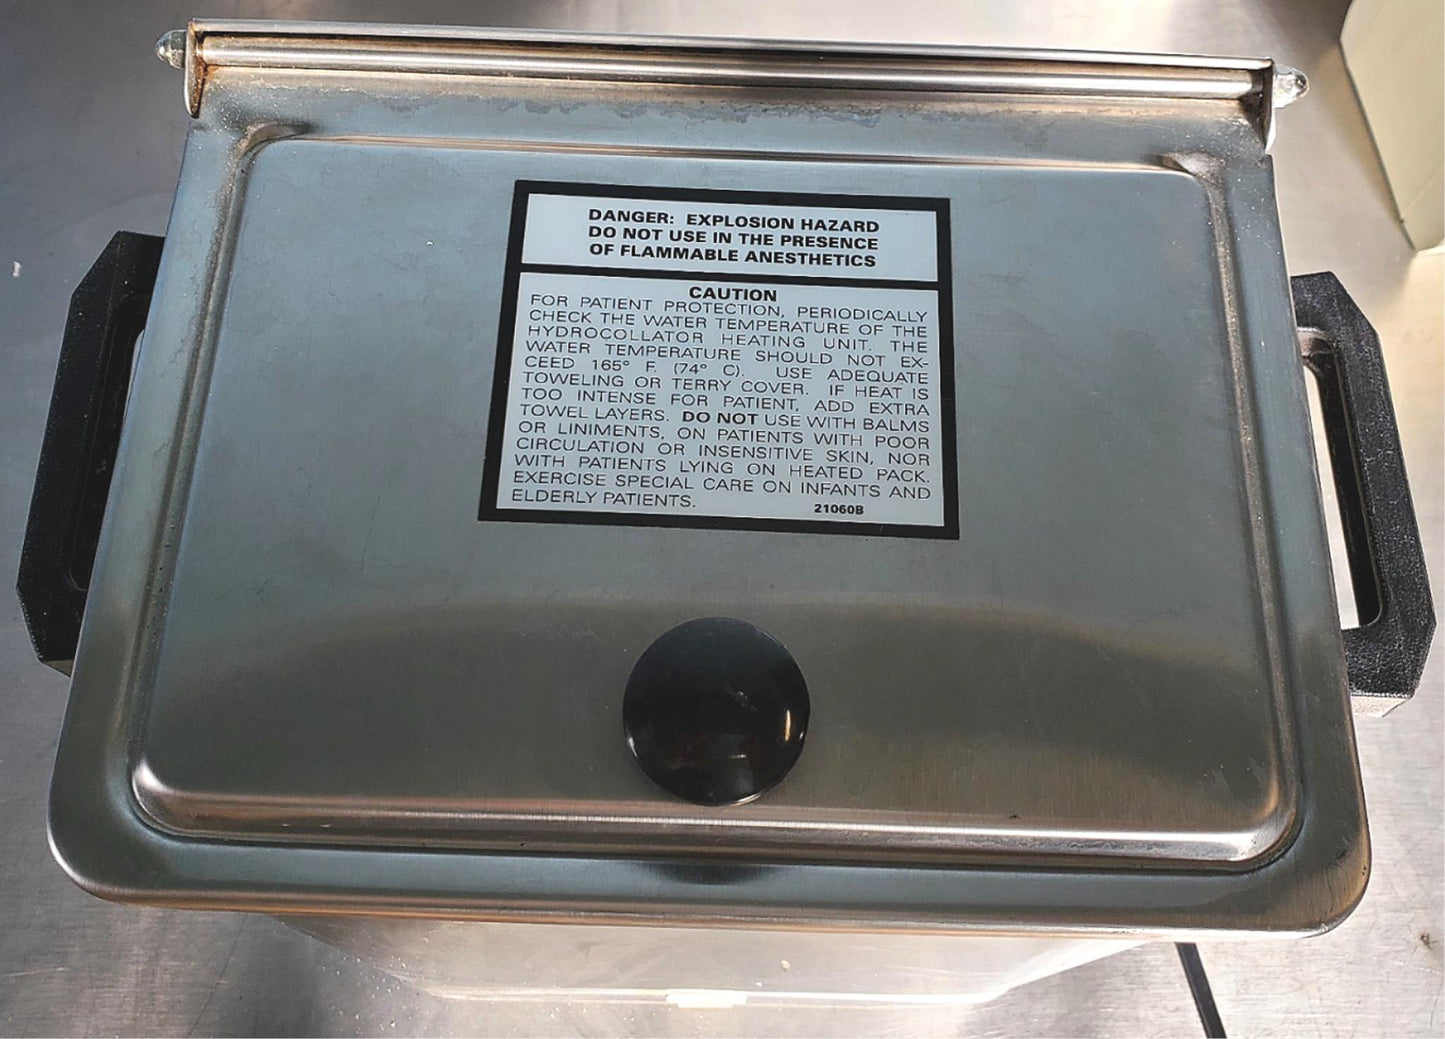 DANGER: EXPLOSION HAZARD
DO NOT USE IN THE PRESENCE
OF FLAMMABLE ANESTHETICS
CAUTION
FOR PATIENT PROTECTION, PERIODICALLY
CHECK THE WATER TEMPERATURE OF THE
HYDROCOLLATOR HEATING UNIT. THE
WATER TEMPERATURE SHOULD NOT EX-
CEED 165° F. (74° C). USE ADEQUATE
TOWELING OR TERRY COVER. IF HEAT IS
TOO INTENSE FOR PATIENT, ADD EXTRA
TOWEL LAYERS. DO NOT USE WITH BALMS
OR LINIMENTS, ON PATIENTS WITH POOR
CIRCULATION OR INSENSITIVE SKIN, NOR
WITH PATIENTS LYING ON HEATED PACK.
EXERCISE SPECIAL CARE ON INFANTS AND
ELDERLY PATIENTS. 21060B